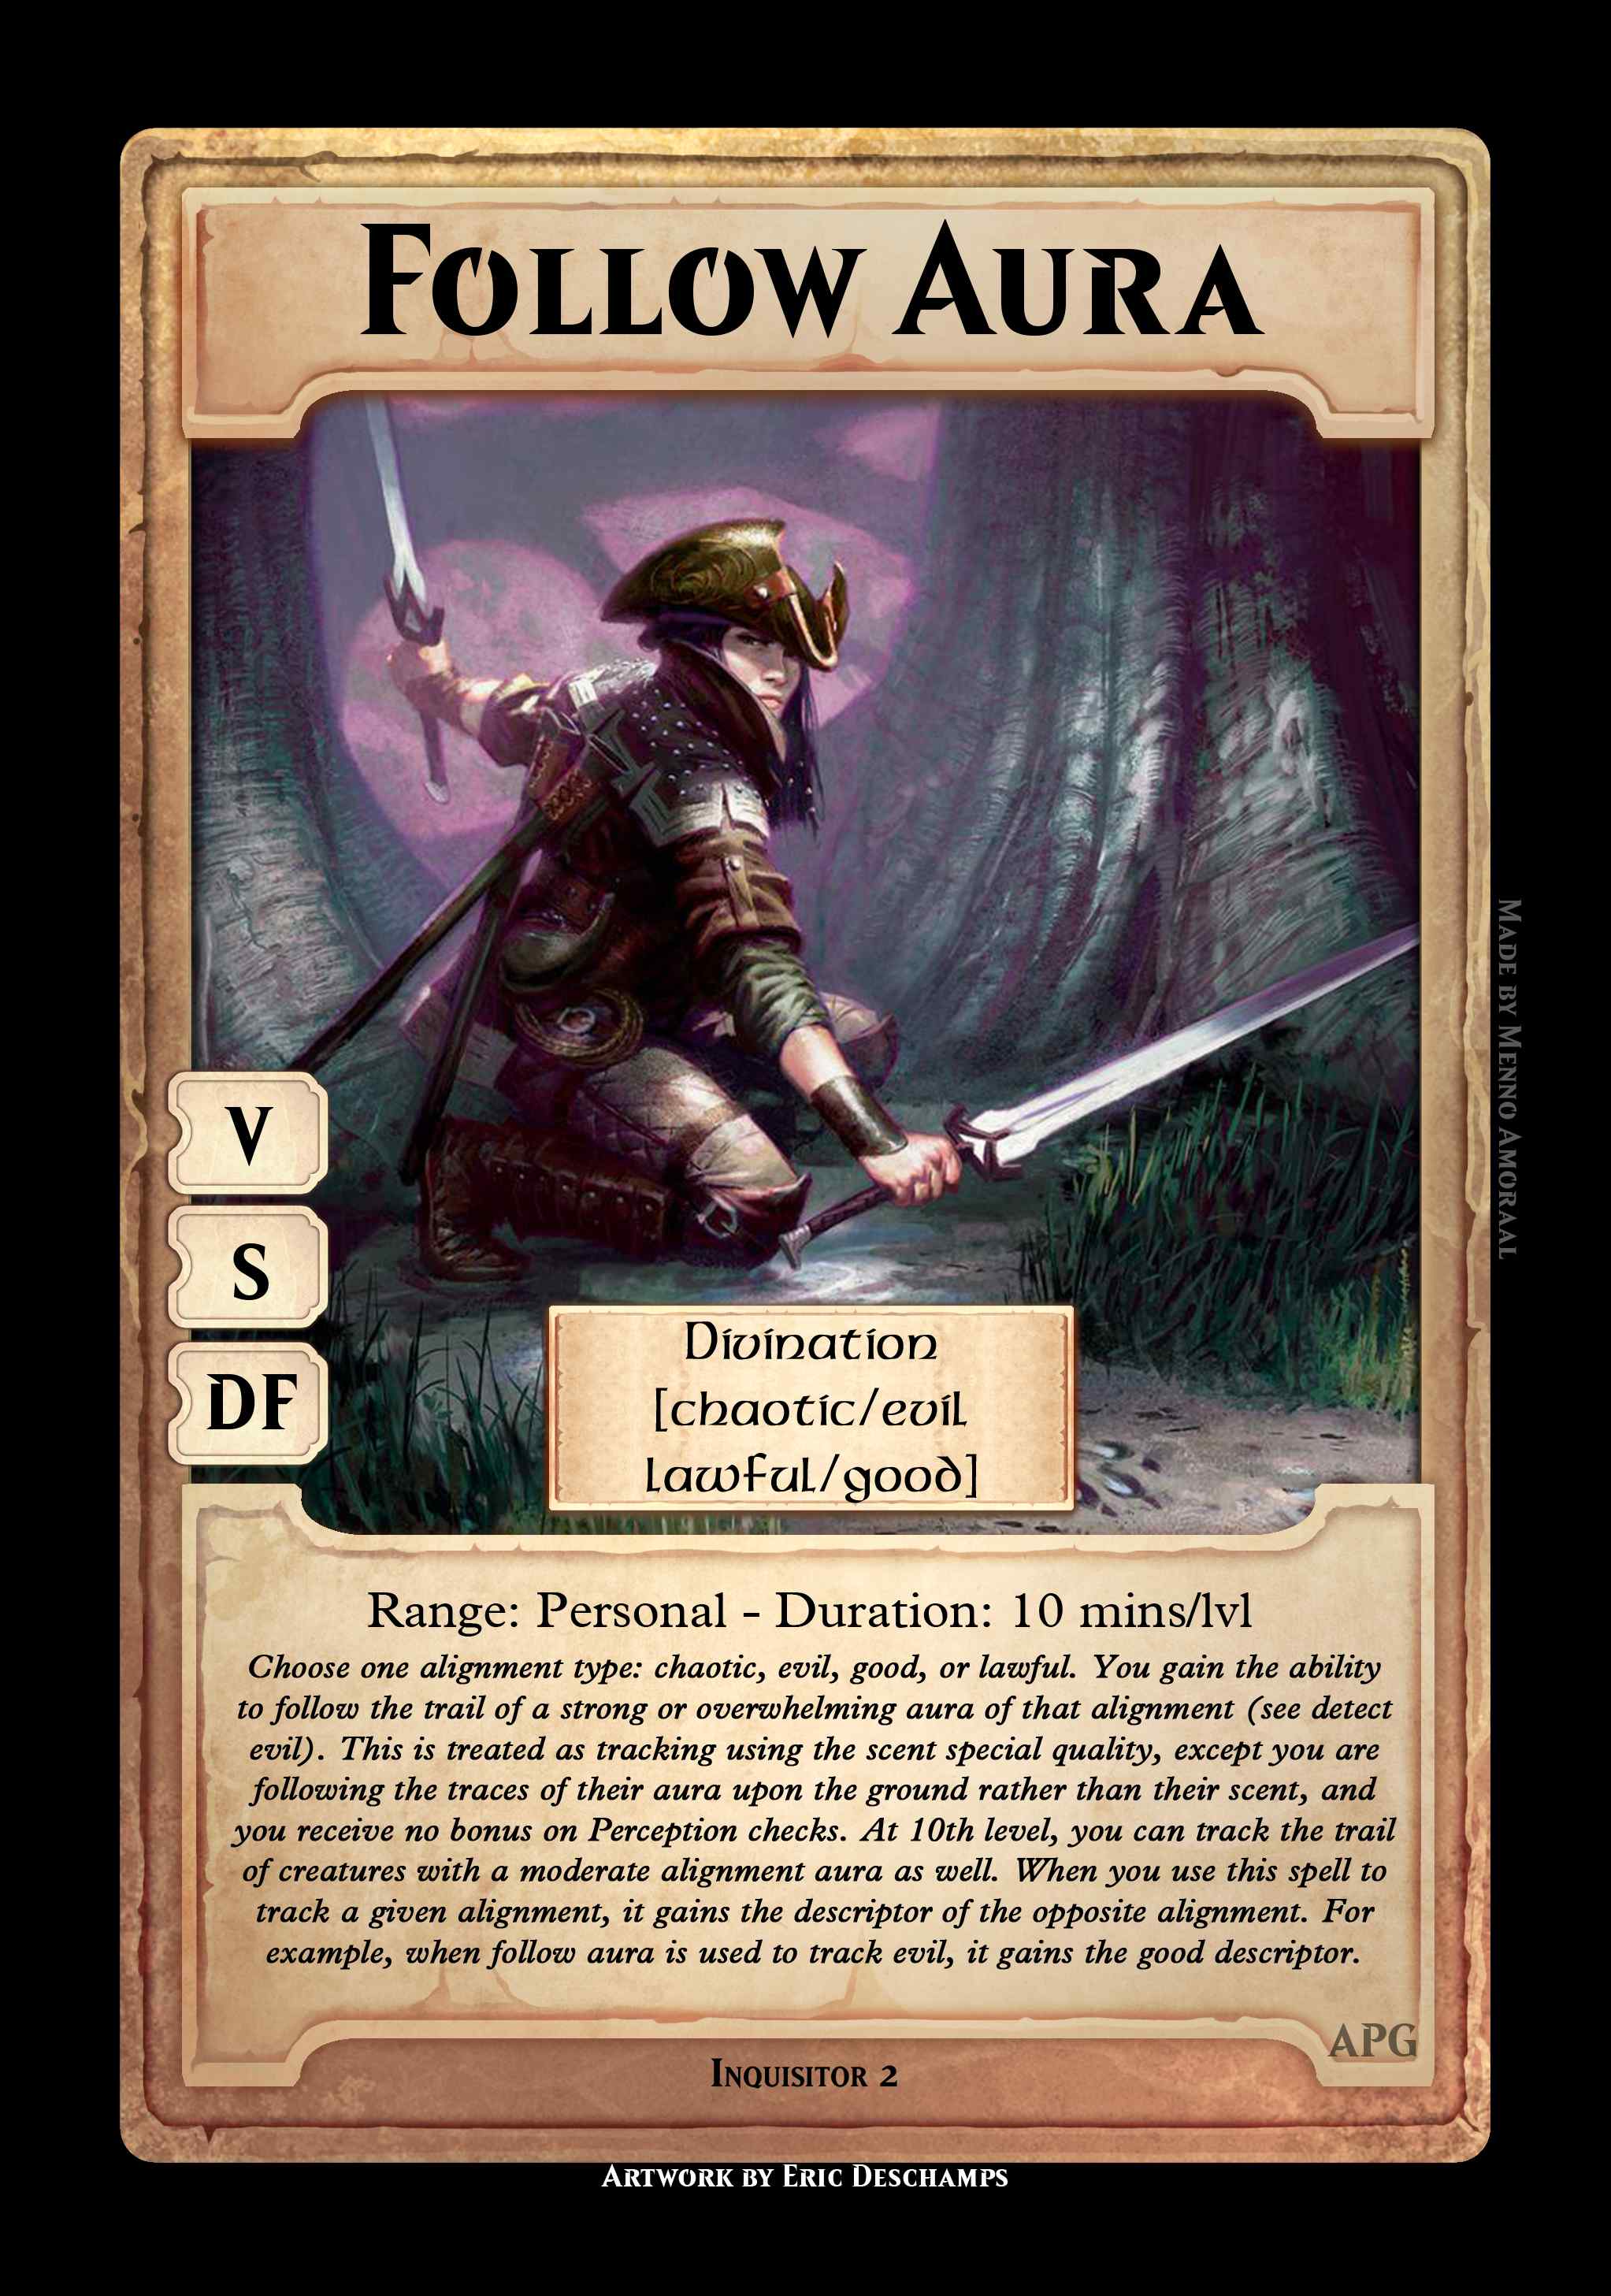 Follow Aura
V
S
DF
Divination
[chaotic/evil
lawful/good]
Range: Personal - Duration: 10 mins/lvl
Choose one alignment type: chaotic, evil, good, or lawful. You gain the ability
to follow the trail of a strong or overwhelming aura of that alignment (see detect
evil). This is treated as tracking using the scent special quality, except you are
following the traces of their aura upon the ground rather than their scent, and
you receive no bonus on Perception checks. At 10th level, you can track the trail
of creatures with a moderate alignment aura as well. When you use this spell to
track a given alignment, it gains the descriptor of the opposite alignment. For
example, when follow aura is used to track evil, it gains the good descriptor.
APG
Inquisitor 2
Artwork by Eric Deschamps
Made by Menno Amoraal